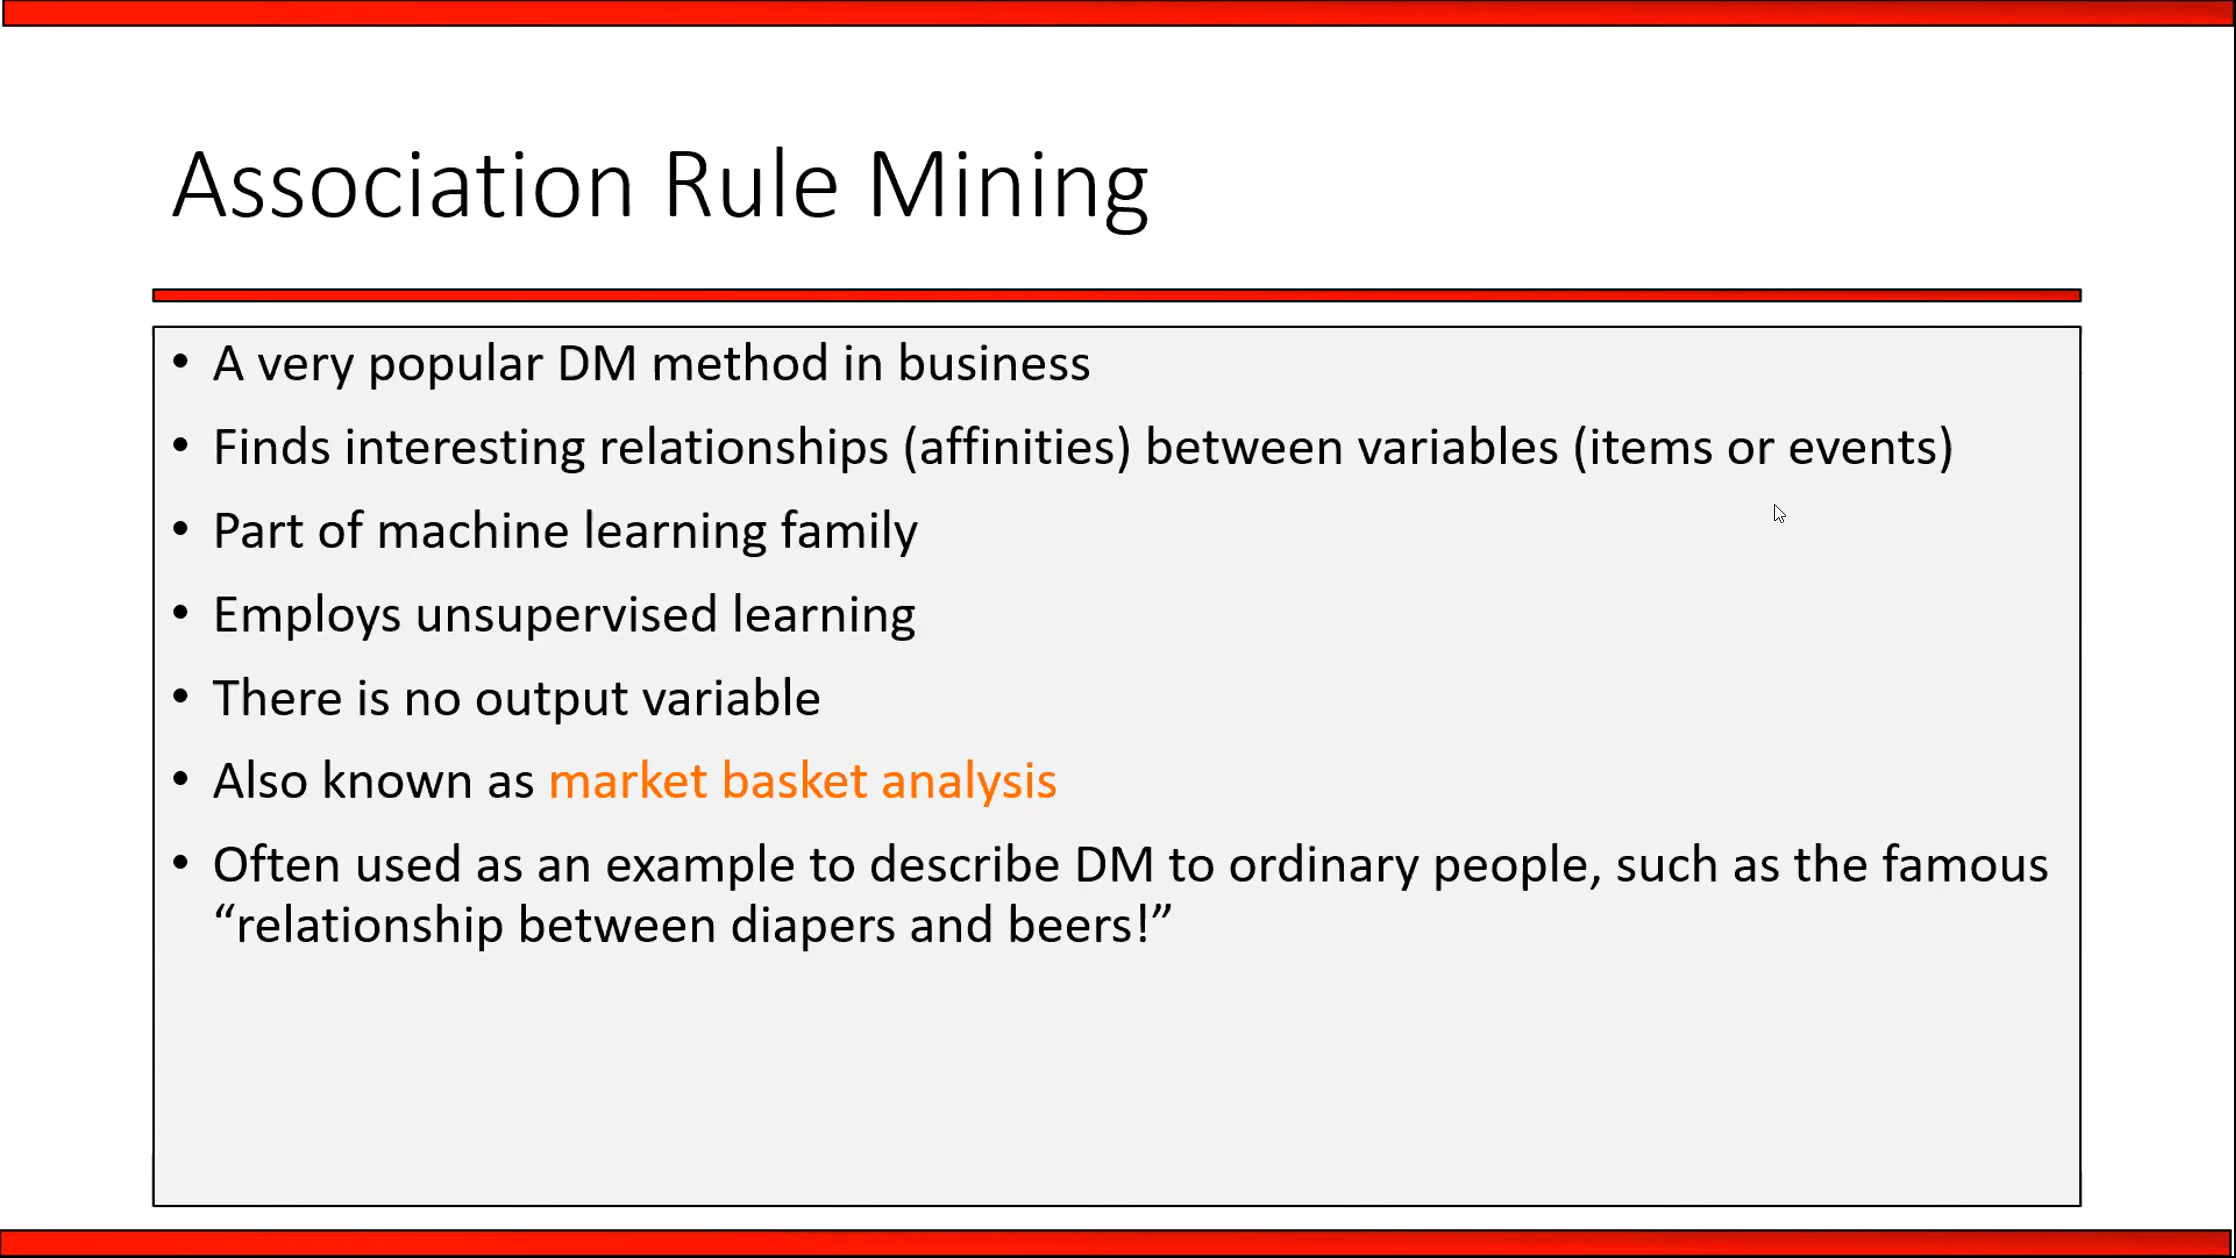 Association Rule Mining
• A very popular DM method in business
• Finds interesting relationships (affinities) between variables (items or events)
• Part of machine learning family
• Employs unsupervised learning
• There is no output variable
• Also known as market basket analysis
• Often used as an example to describe DM to ordinary people, such as the famous
“relationship between diapers and beers!”